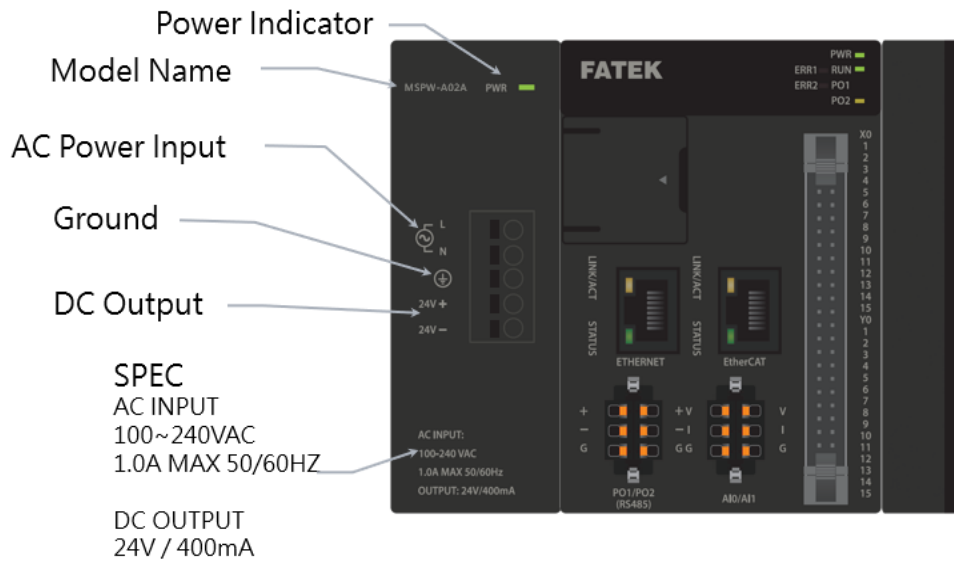 Power Indicator
Model Name
AC Power Input
Ground
DC Output
SPEC
AC INPUT
100~240VAC
1.0A MAX 50/60HZ
DC OUTPUT
24V / 400mA
MSPW-A02A PWR
L
N
24V +
24V −
AC INPUT:
100~240 VAC
1.0A MAX 50/60Hz
OUTPUT: 24V/400mA
FATEK
PWR
ERR1 RUN
ERR2 PO1
PO2
LINK/ACT
STATUS
ETHERNET
LINK/ACT
STATUS
EtherCAT
+ +
− −
G G
PO1/PO2
(RS485)
V V
I I
G G
AI0/AI1
X0
1
2
3
4
5
6
7
8
9
10
11
12
13
14
15
Y0
1
2
3
4
5
6
7
8
9
10
11
12
13
14
15